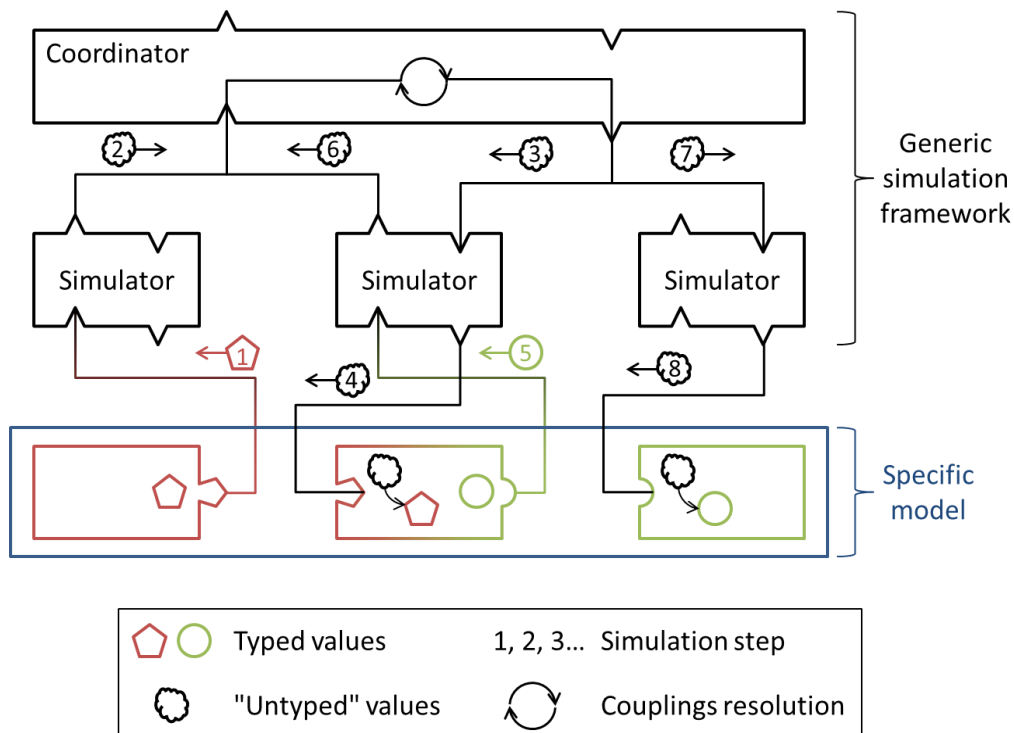 Coordinator
2
6
3
7
Generic
simulation
framework
Simulator
Simulator
Simulator
1
5
4
8
Specific
model
Typed values
1, 2, 3... Simulation step
"Untyped" values
Couplings resolution